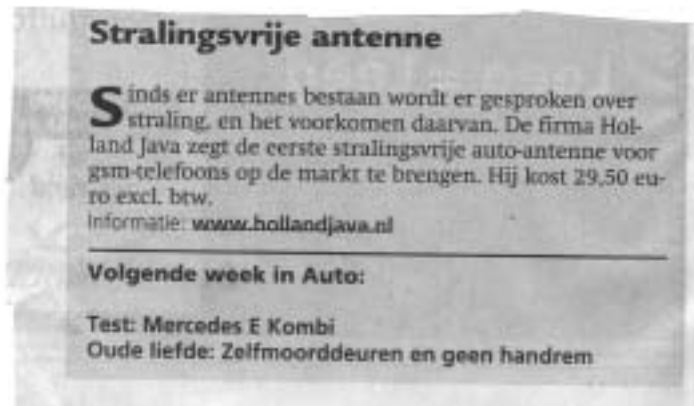 Stralingsvrije antenne
Sinds er antennes bestaan wordt er gesproken over
straling, en het voorkomen daarvan. De firma Hol-
land Java zegt de eerste stralingsvrije auto-antenne voor
gsm-telefoons op de markt te brengen. Hij kost 29,50 eu-
ro excl. btw.
Informatie: www.hollandjava.nl
Volgende week in Auto:
Test: Mercedes E Kombi
Oude liefde: Zelfmoorddeuren en geen handrem